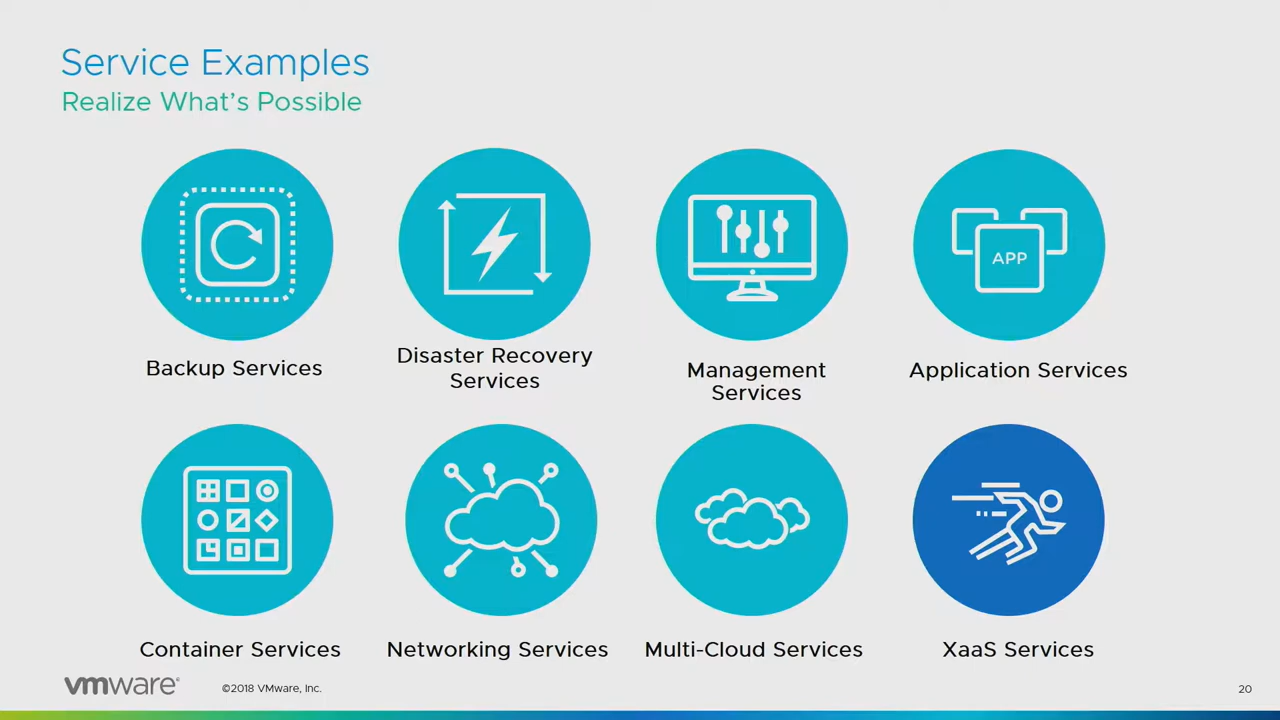 Service Examples
Realize What's Possible
APP
Backup Services
Disaster Recovery
Services
Management
Services
Application Services
Container Services
Networking Services
Multi-Cloud Services
XaaS Services
vmware®
©2018 VMware, Inc.
20